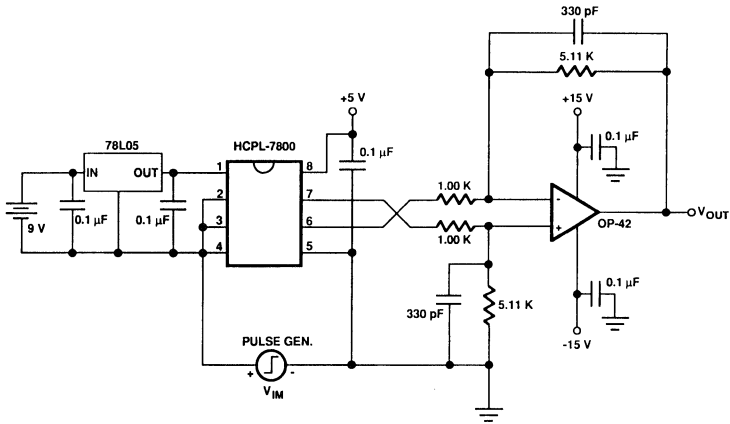 330 pF
5.11 K
+5 V
+15 V
78L05
HCPL-7800
0.1 µF
0.1 µF
IN
OUT
1
8
1.00 K
2
7
-
0.1 µF
0.1 µF
3
6
+
OP-42
VOUT
9 V
4
5
1.00 K
0.1 µF
330 pF
5.11 K
PULSE GEN.
-15 V
+
-
VIM